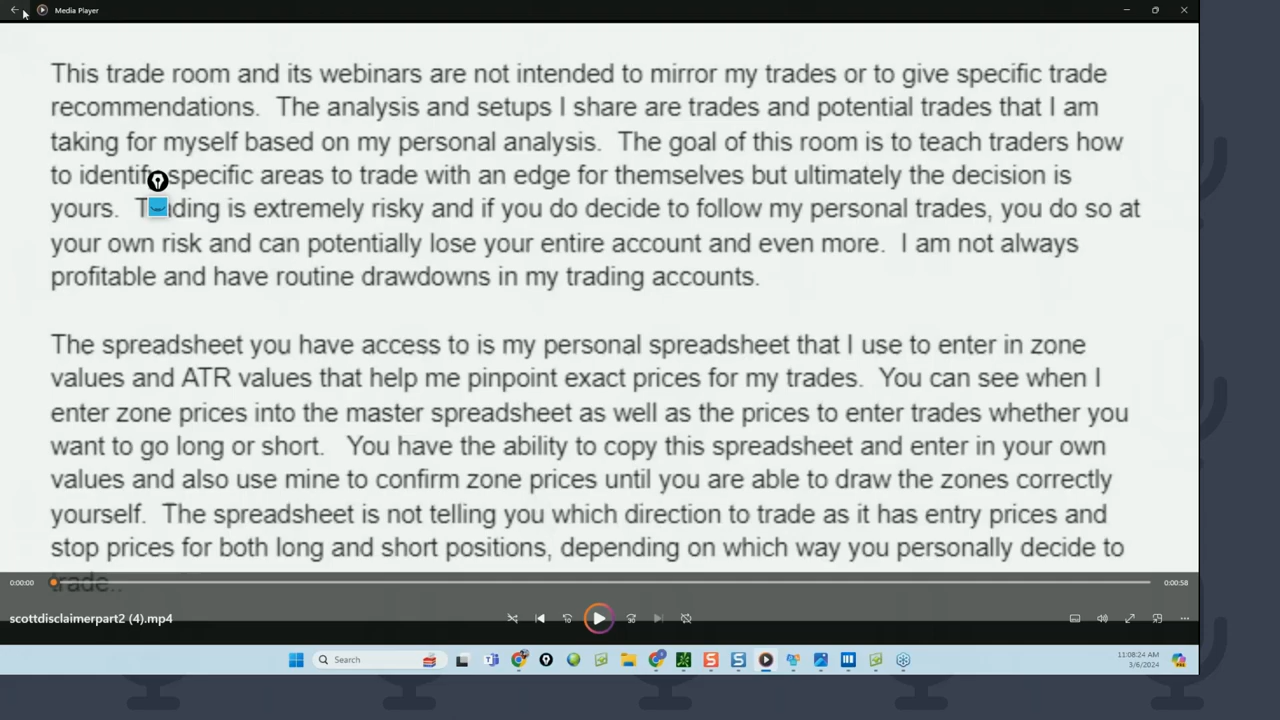 Media Player
This trade room and its webinars are not intended to mirror my trades or to give specific trade
recommendations. The analysis and setups I share are trades and potential trades that I am
taking for myself based on my personal analysis. The goal of this room is to teach traders how
to identify specific areas to trade with an edge for themselves but ultimately the decision is
yours. Trading is extremely risky and if you do decide to follow my personal trades, you do so at
your own risk and can potentially lose your entire account and even more. I am not always
profitable and have routine drawdowns in my trading accounts.
The spreadsheet you have access to is my personal spreadsheet that I use to enter in zone
values and ATR values that help me pinpoint exact prices for my trades. You can see when I
enter zone prices into the master spreadsheet as well as the prices to enter trades whether you
want to go long or short. You have the ability to copy this spreadsheet and enter in your own
values and also use mine to confirm zone prices until you are able to draw the zones correctly
yourself. The spreadsheet is not telling you which direction to trade as it has entry prices and
stop prices for both long and short positions, depending on which way you personally decide to
trade..
0:00:00 0:00:58
scottdisclaimerpart2 (4).mp4
Search
11:08:24 AM
3/6/2024